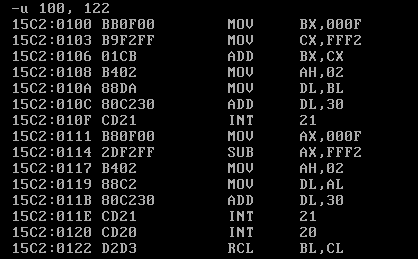 -u 100, 122
15C2:0100 BB0F00 MOV BX,000F
15C2:0103 B9F2FF MOV CX,FFF2
15C2:0106 01CB ADD BX,CX
15C2:0108 B402 MOV AH,02
15C2:010A 88DA MOV DL,BL
15C2:010C 80C230 ADD DL,30
15C2:010F CD21 INT 21
15C2:0111 B80F00 MOV AX,000F
15C2:0114 2DF2FF SUB AX,FFF2
15C2:0117 B402 MOV AH,02
15C2:0119 88C2 MOV DL,AL
15C2:011B 80C230 ADD DL,30
15C2:011E CD21 INT 21
15C2:0120 CD20 INT 20
15C2:0122 D2D3 RCL BL,CL